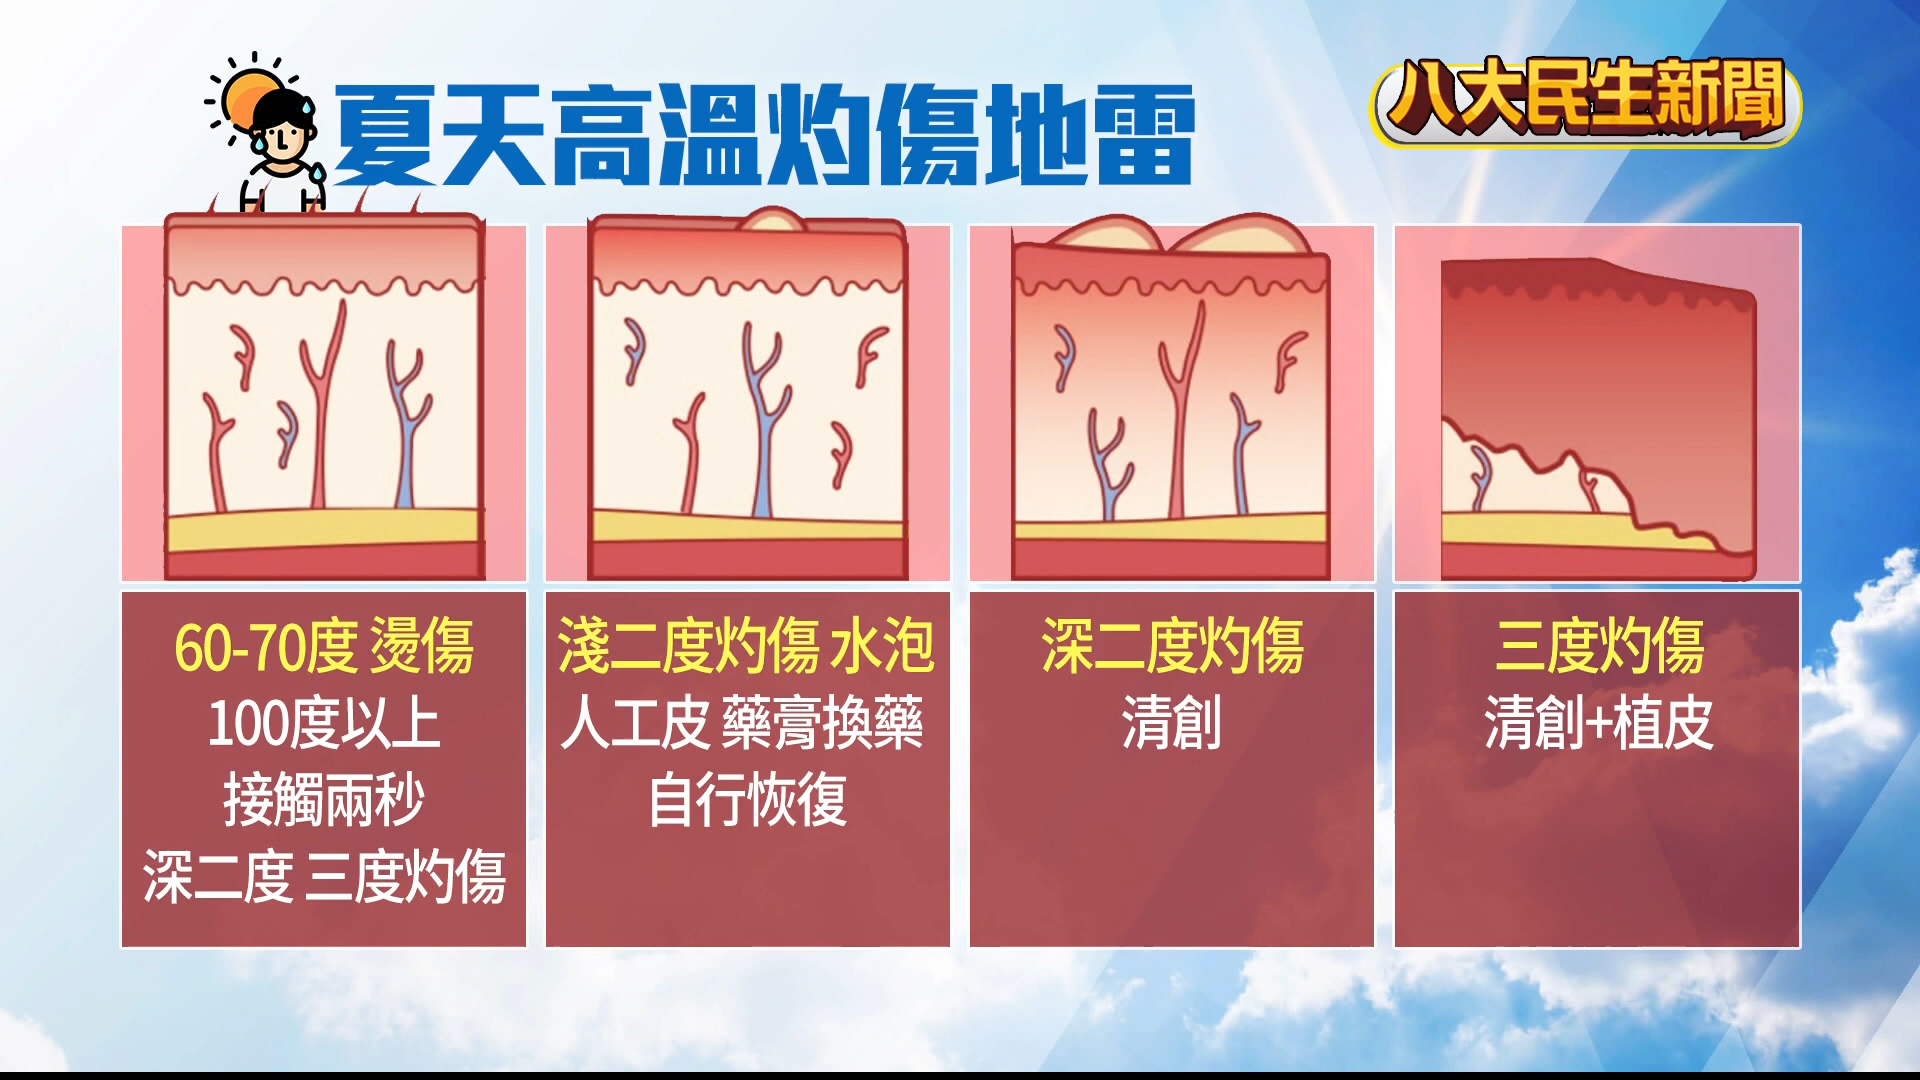 夏天高溫灼傷地雷
八大民生新聞
60-70度 燙傷
100度以上
接觸兩秒
深二度 三度灼傷
淺二度灼傷 水泡
人工皮 藥膏換藥
自行恢復
深二度灼傷
清創
三度灼傷
清創+植皮